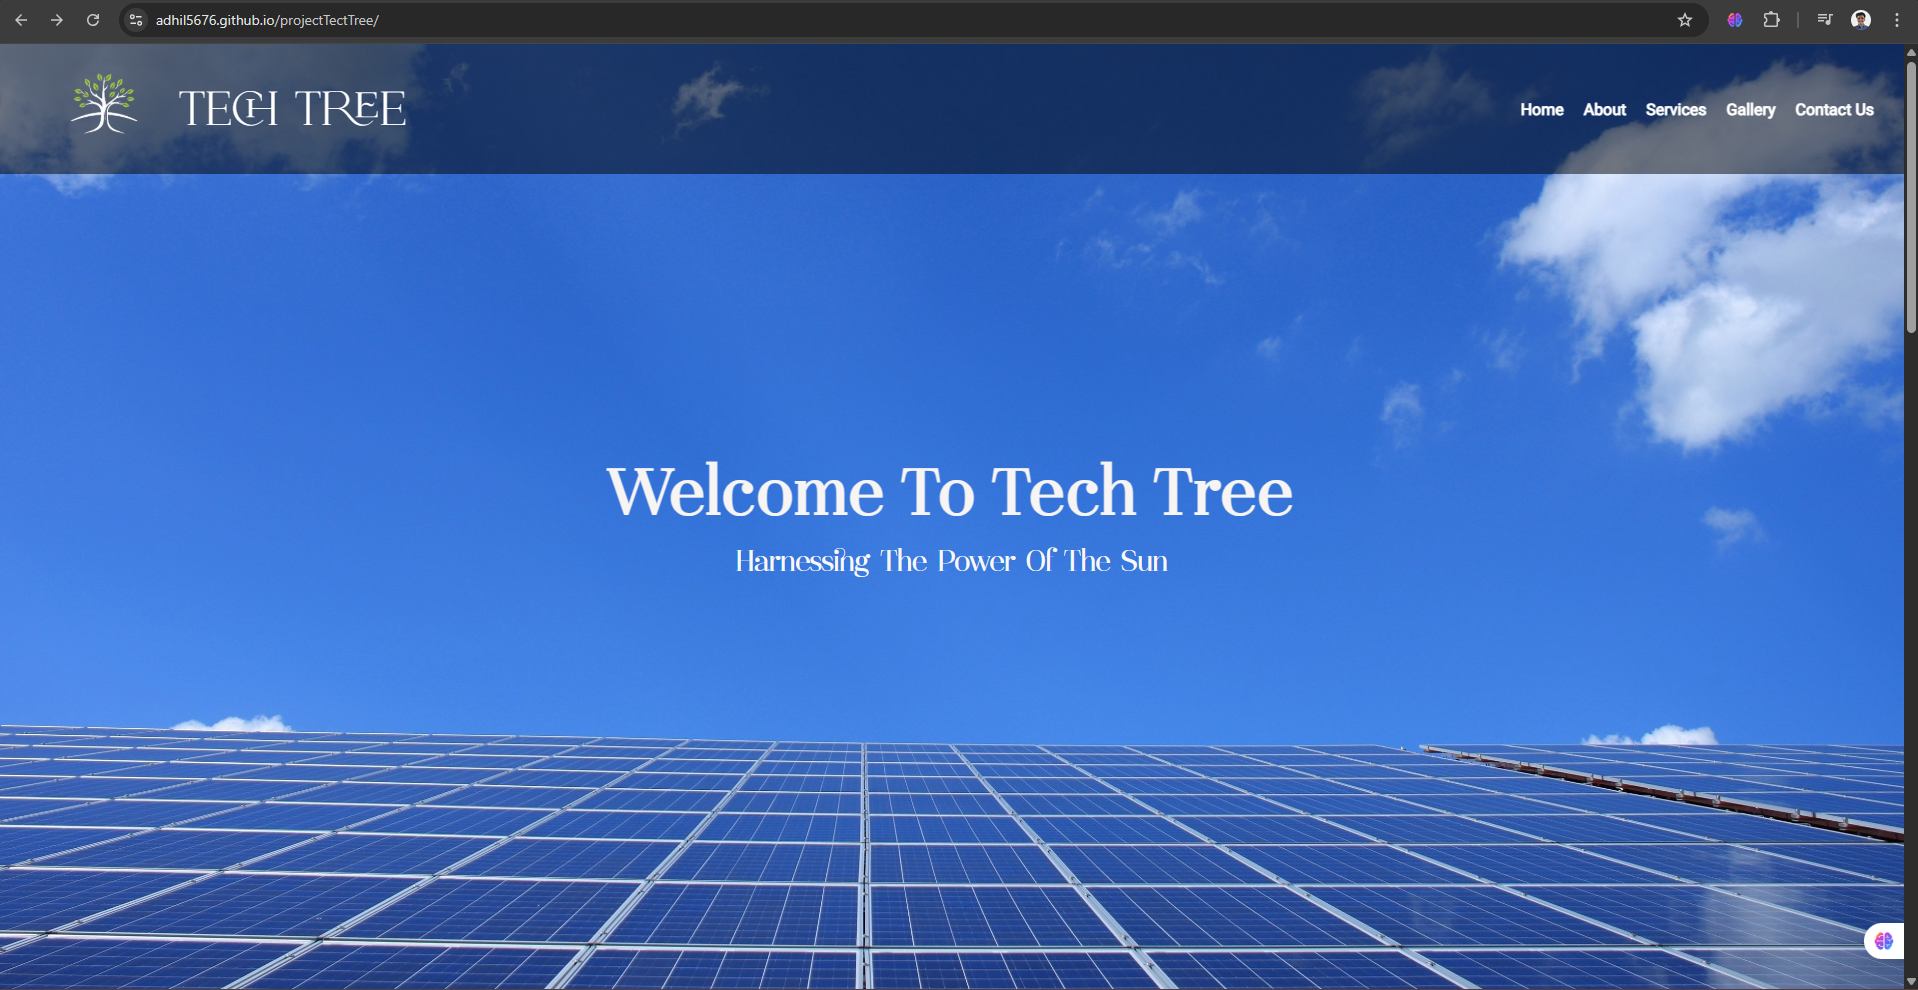 adhil5676.github.io/projectTectTree/
TECH TREE
Home About Services Gallery Contact Us
Welcome To Tech Tree
Harnessing The Power Of The Sun